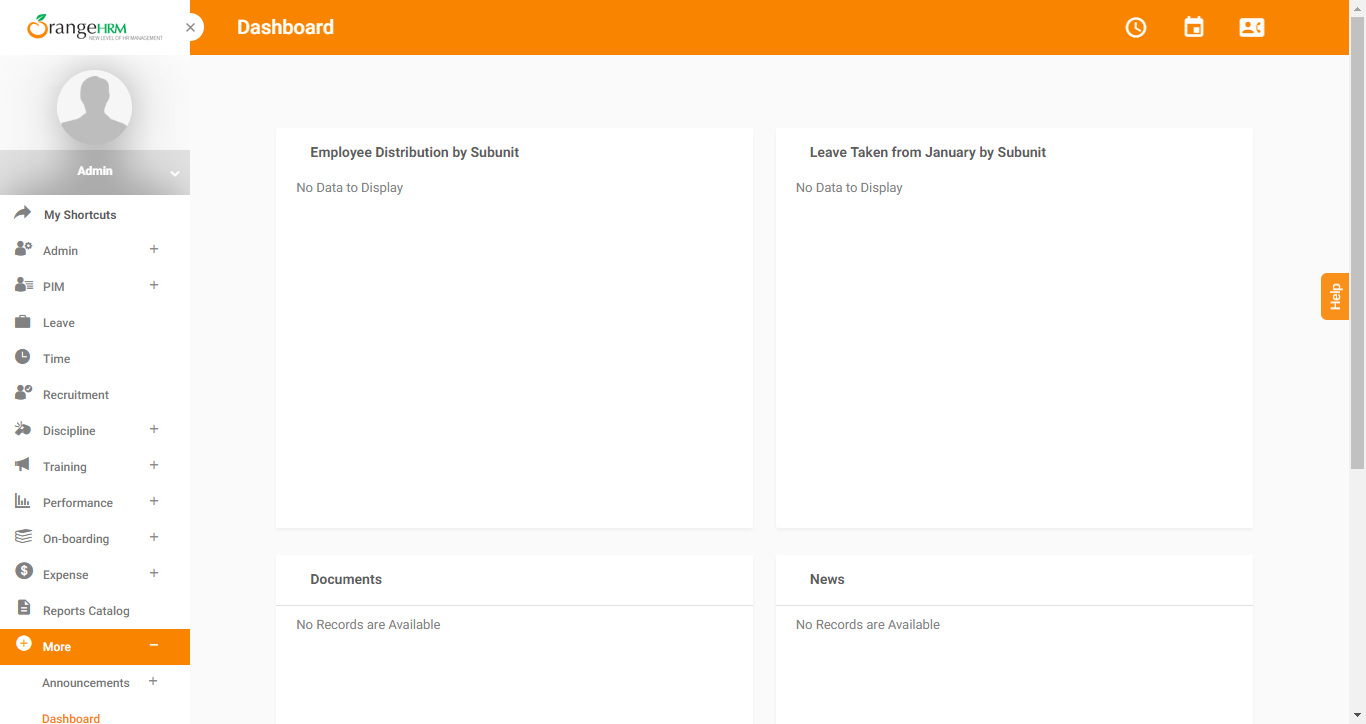 OrangeHRM
NEW LEVEL OF HR MANAGEMENT
Dashboard
Admin
My Shortcuts
Admin
PIM
Leave
Time
Recruitment
Discipline
Training
Performance
On-boarding
Expense
Reports Catalog
More
Announcements
Dashboard
Employee Distribution by Subunit
No Data to Display
Leave Taken from January by Subunit
No Data to Display
Documents
No Records are Available
News
No Records are Available
Help